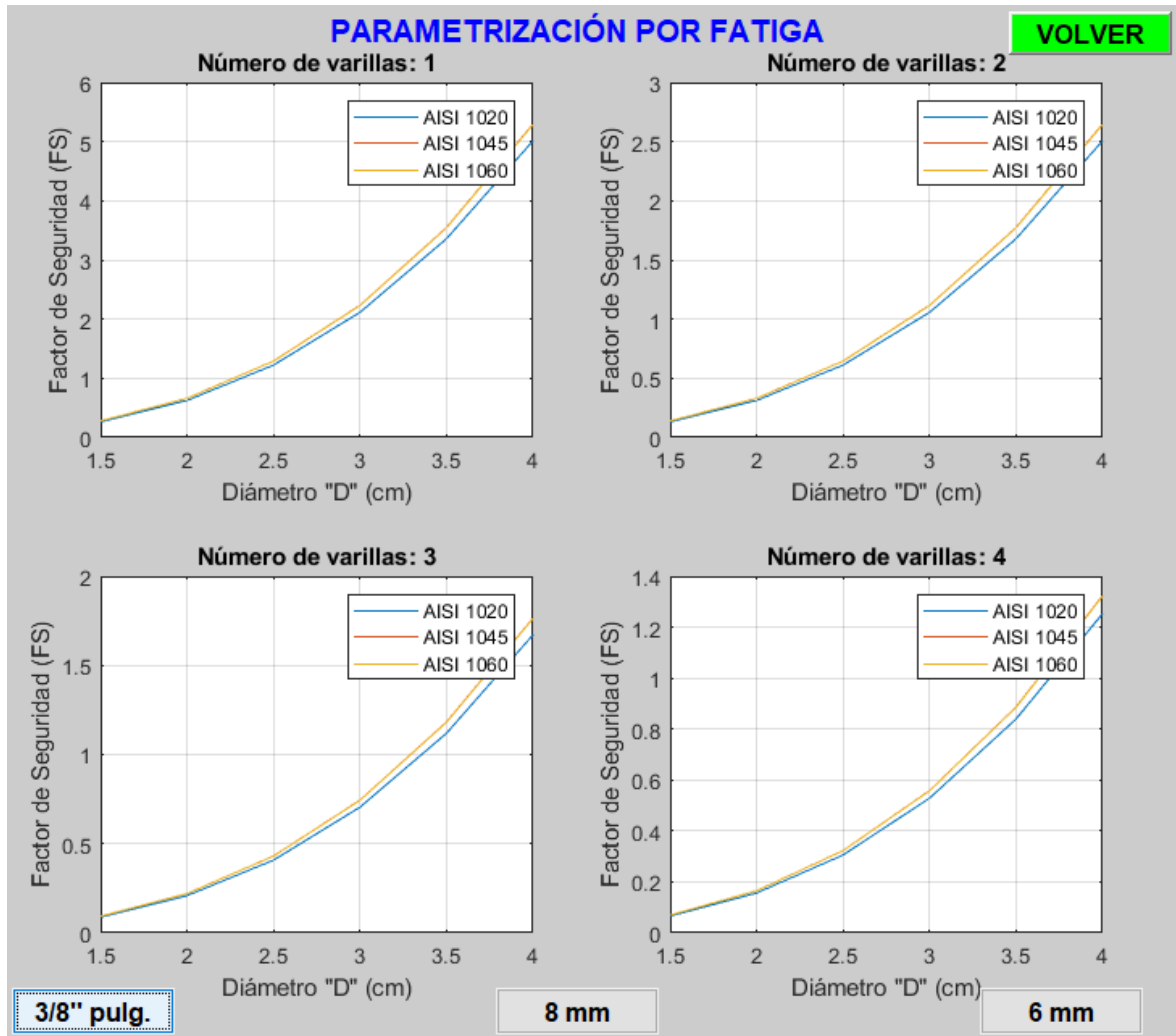 PARAMETRIZACIÓN POR FATIGA
VOLVER
Número de varillas: 1
6
5
4
3
2
1
0
Factor de Seguridad (FS)
AISI 1020
AISI 1045
AISI 1060
1.5 2 2.5 3 3.5 4
Diámetro "D" (cm)
Número de varillas: 2
3
2.5
2
1.5
1
0.5
0
Factor de Seguridad (FS)
AISI 1020
AISI 1045
AISI 1060
1.5 2 2.5 3 3.5 4
Diámetro "D" (cm)
Número de varillas: 3
2
1.5
1
0.5
0
Factor de Seguridad (FS)
AISI 1020
AISI 1045
AISI 1060
1.5 2 2.5 3 3.5 4
Diámetro "D" (cm)
Número de varillas: 4
1.4
1.2
1
0.8
0.6
0.4
0.2
0
Factor de Seguridad (FS)
AISI 1020
AISI 1045
AISI 1060
1.5 2 2.5 3 3.5 4
Diámetro "D" (cm)
3/8'' pulg.
8 mm
6 mm